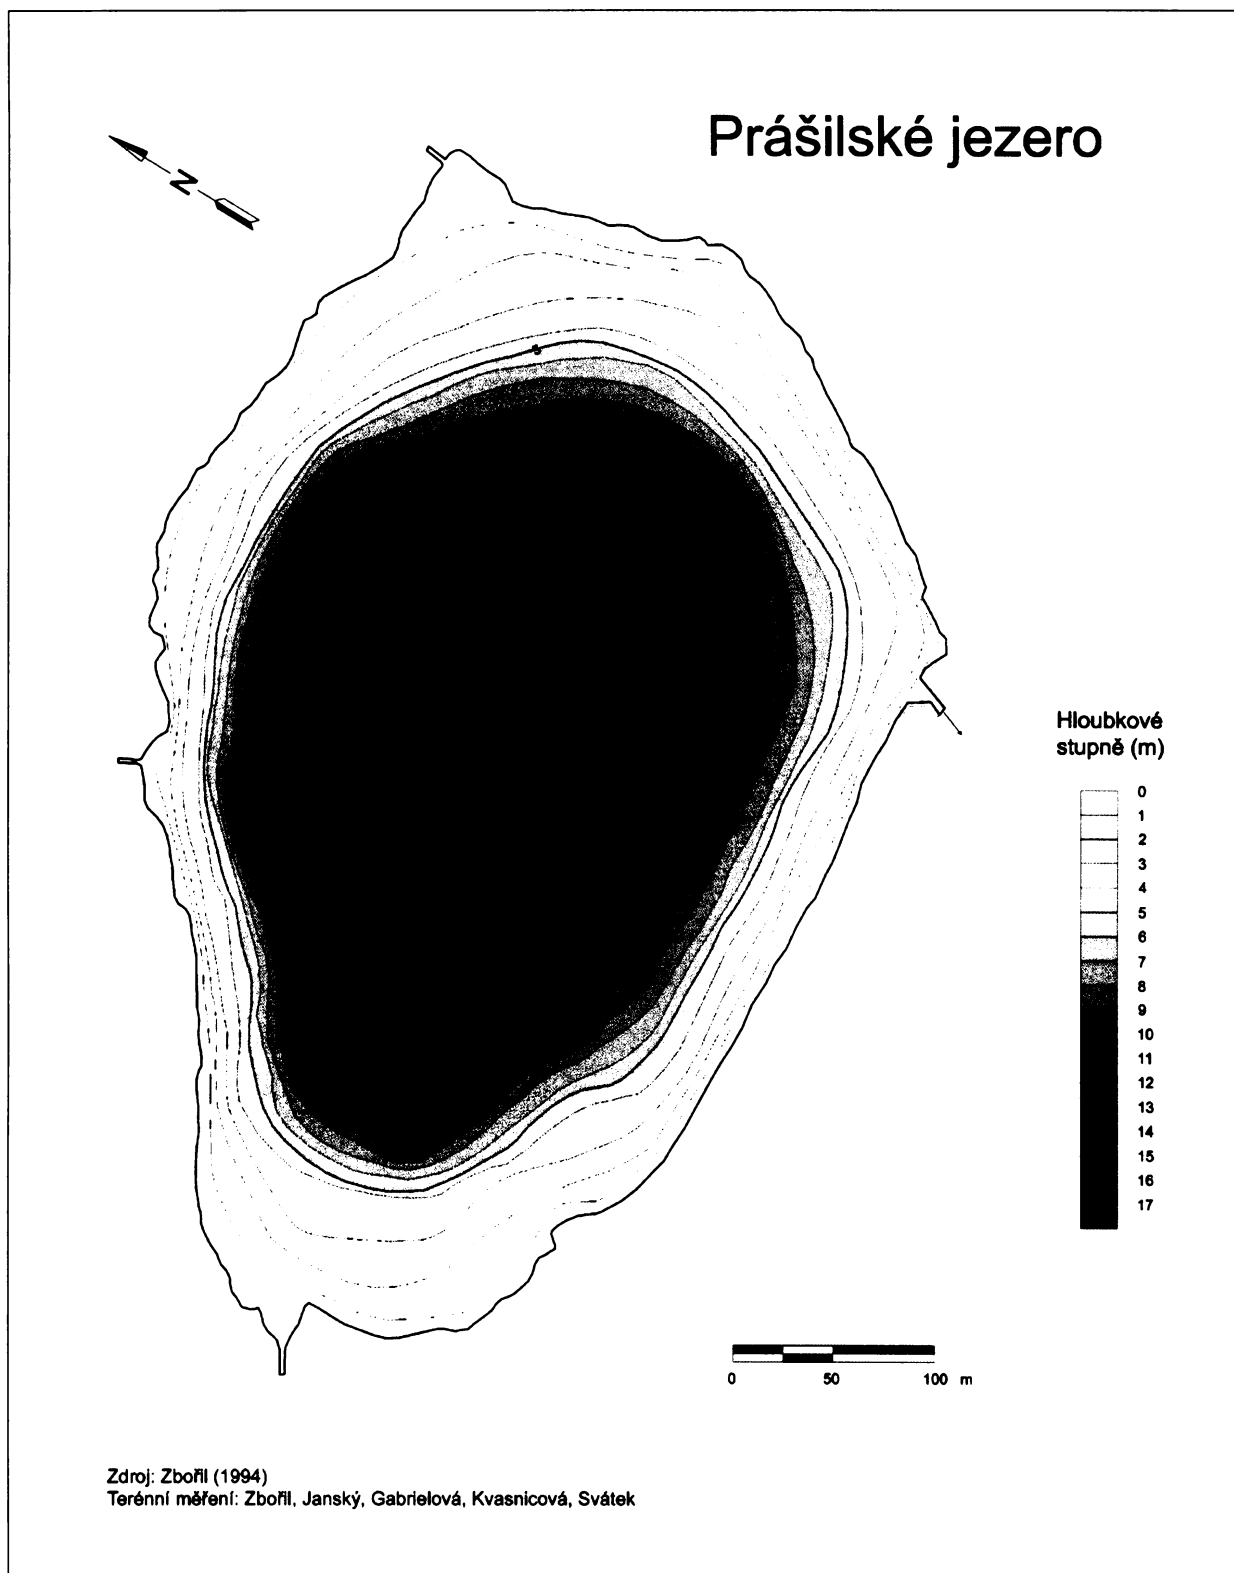 Prášilské jezero
N
Hloubkové
stupně (m)
0
1
2
3
4
5
6
7
8
9
10
11
12
13
14
15
16
17
0 50 100 m
Zdroj: Zbořil (1994)
Terénní měření: Zbořil, Janský, Gabrielová, Kvasnicová, Svátek